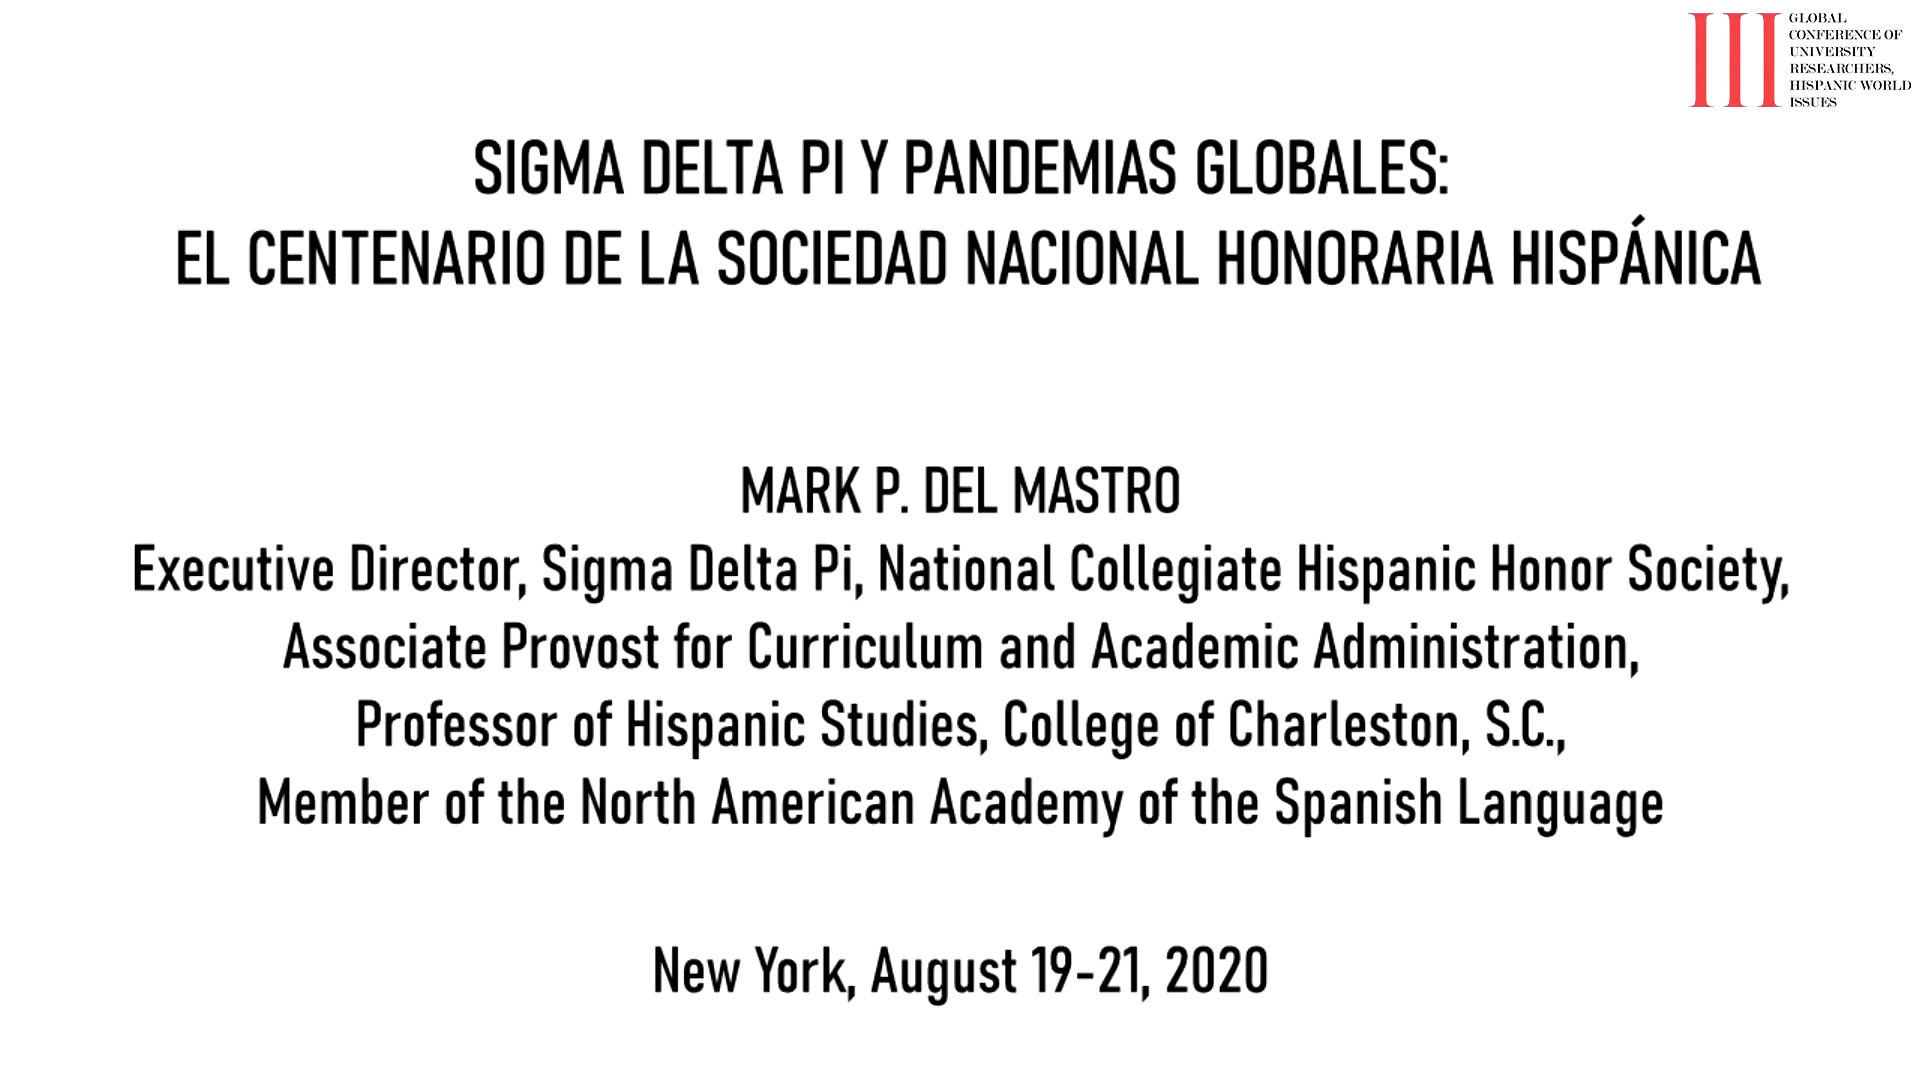 III
GLOBAL
CONFERENCE OF
UNIVERSITY
RESEARCHERS,
HISPANIC WORLD
ISSUES
SIGMA DELTA PI Y PANDEMIAS GLOBALES:
EL CENTENARIO DE LA SOCIEDAD NACIONAL HONORARIA HISPÁNICA
MARK P. DEL MASTRO
Executive Director, Sigma Delta Pi, National Collegiate Hispanic Honor Society,
Associate Provost for Curriculum and Academic Administration,
Professor of Hispanic Studies, College of Charleston, S.C.,
Member of the North American Academy of the Spanish Language
New York, August 19-21, 2020